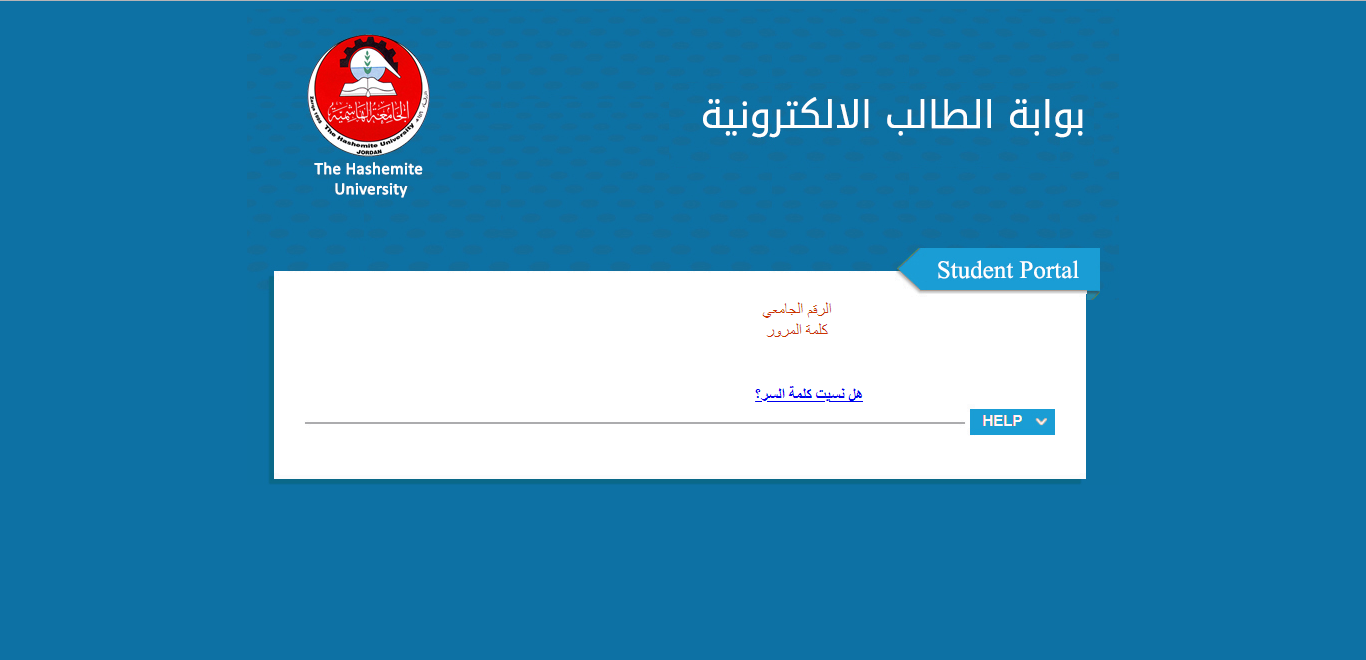 الجامعة الهاشمية
The Hashemite University
JORDAN
The Hashemite
University
بوابة الطالب الالكترونية
Student Portal
الرقم الجامعي
كلمة المرور
هل نسيت كلمة السر؟
HELP